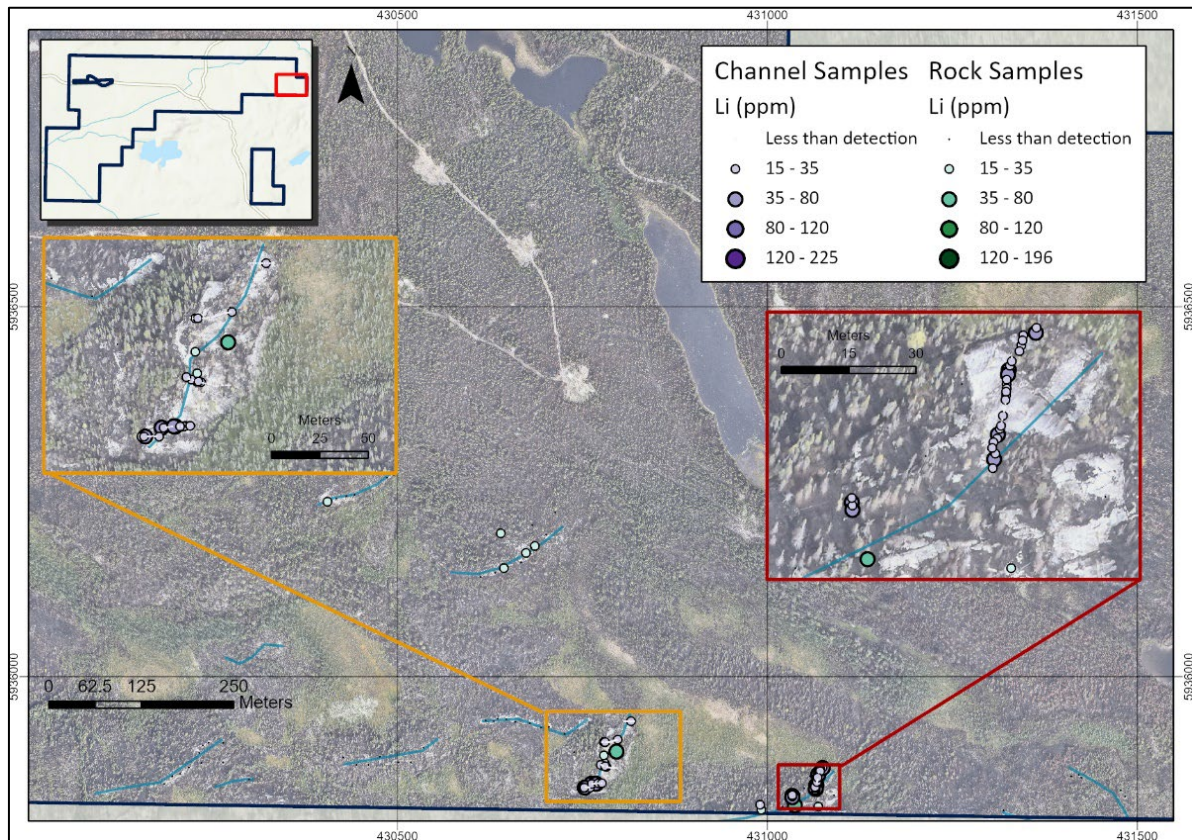 430500 431000 431500
Channel Samples Rock Samples
Li (ppm) Li (ppm)
Less than detection Less than detection
15 - 35 15 - 35
35 - 80 35 - 80
80 - 120 80 - 120
120 - 225 120 - 196
5936500 5936500
Meters
0 15 30
Meters
0 25 50
5936000 5936000
0 62.5 125 250
Meters
430500 431000 431500